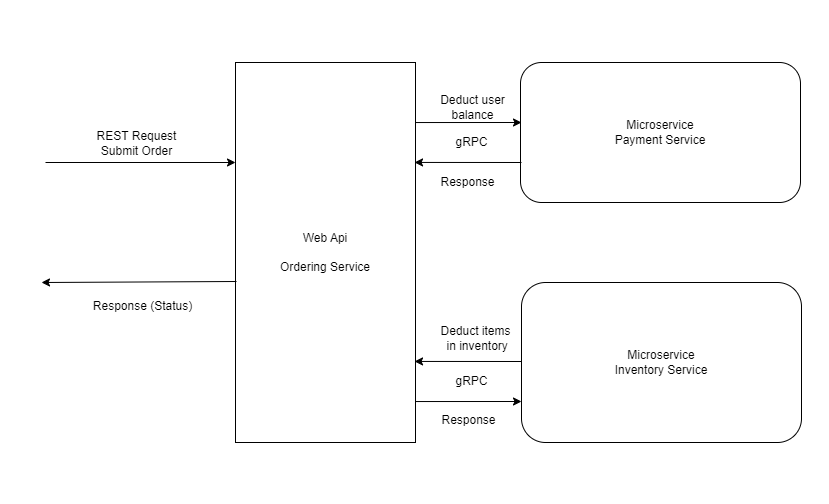 REST Request
Submit Order
Response (Status)
Web Api
Ordering Service
Deduct user
balance
gRPC
Response
Microservice
Payment Service
Deduct items
in inventory
gRPC
Response
Microservice
Inventory Service